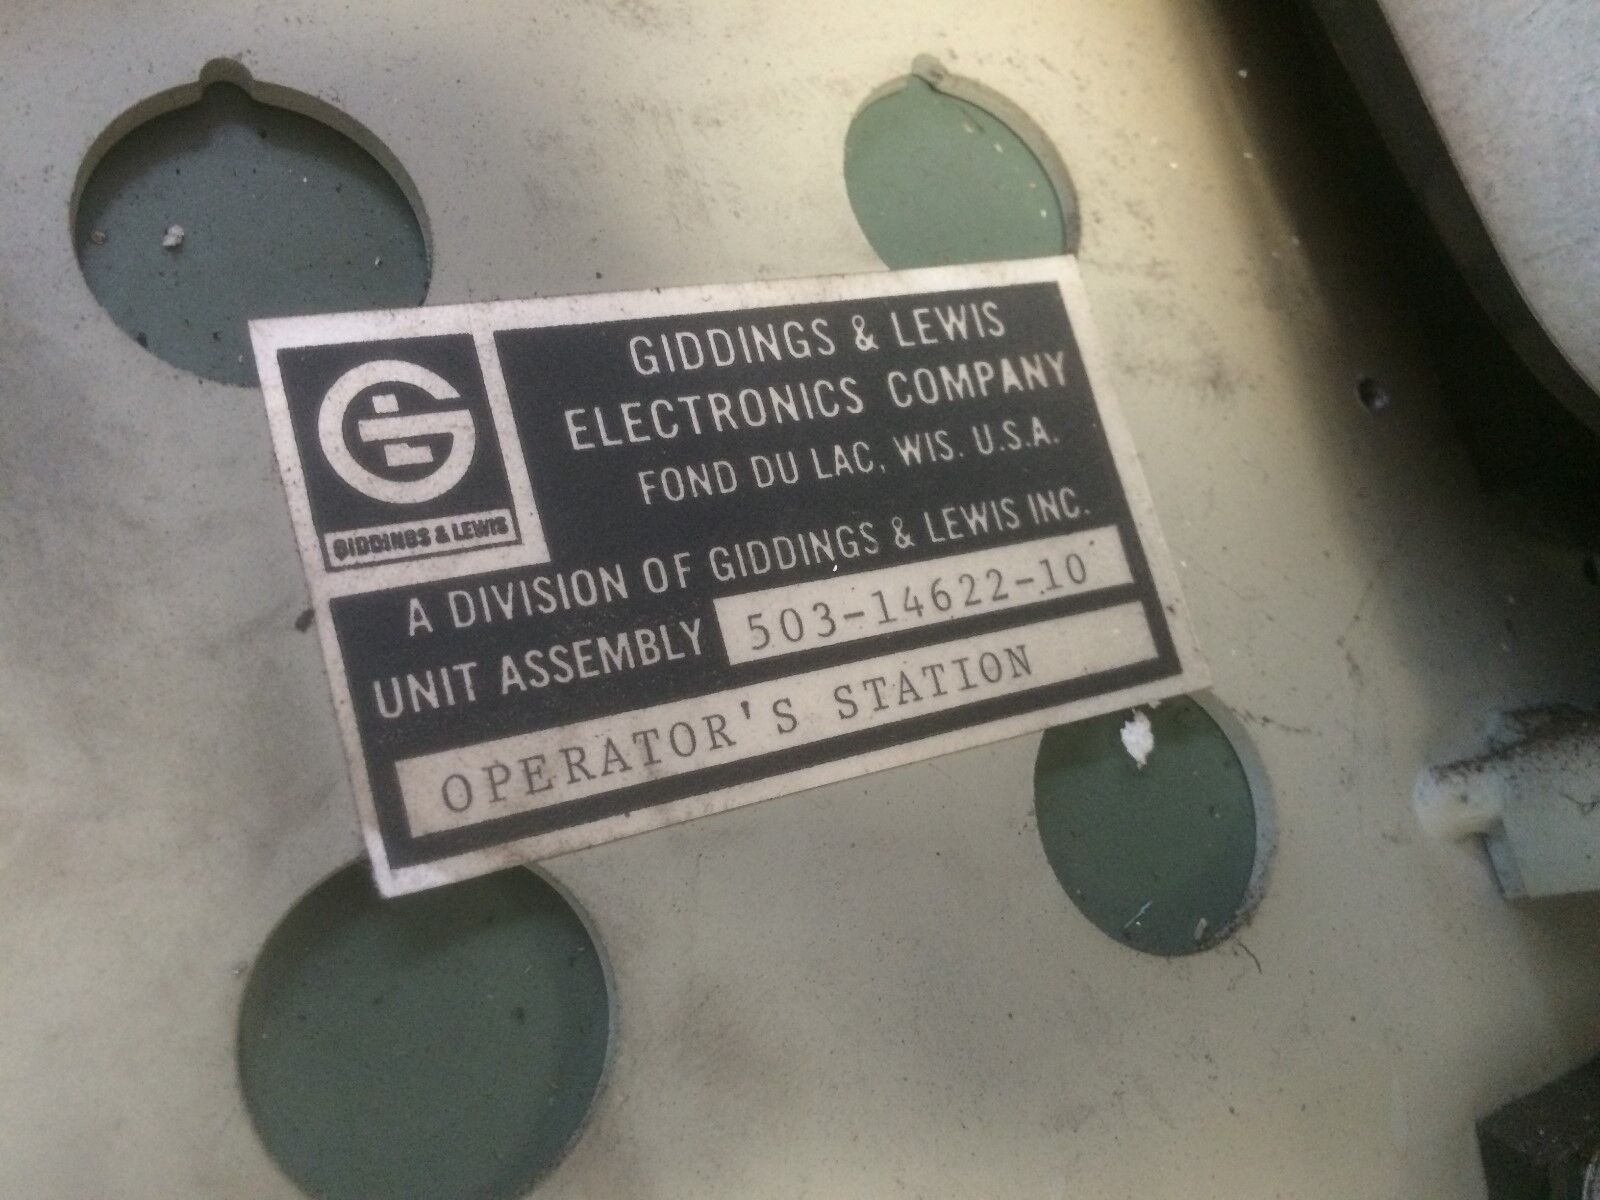 GIDDINGS & LEWIS
ELECTRONICS COMPANY
FOND DU LAC, WIS. U.S.A.
GIDDINGS & LEWIS
A DIVISION OF GIDDINGS & LEWIS INC.
UNIT ASSEMBLY 503-14622-10
OPERATOR'S STATION